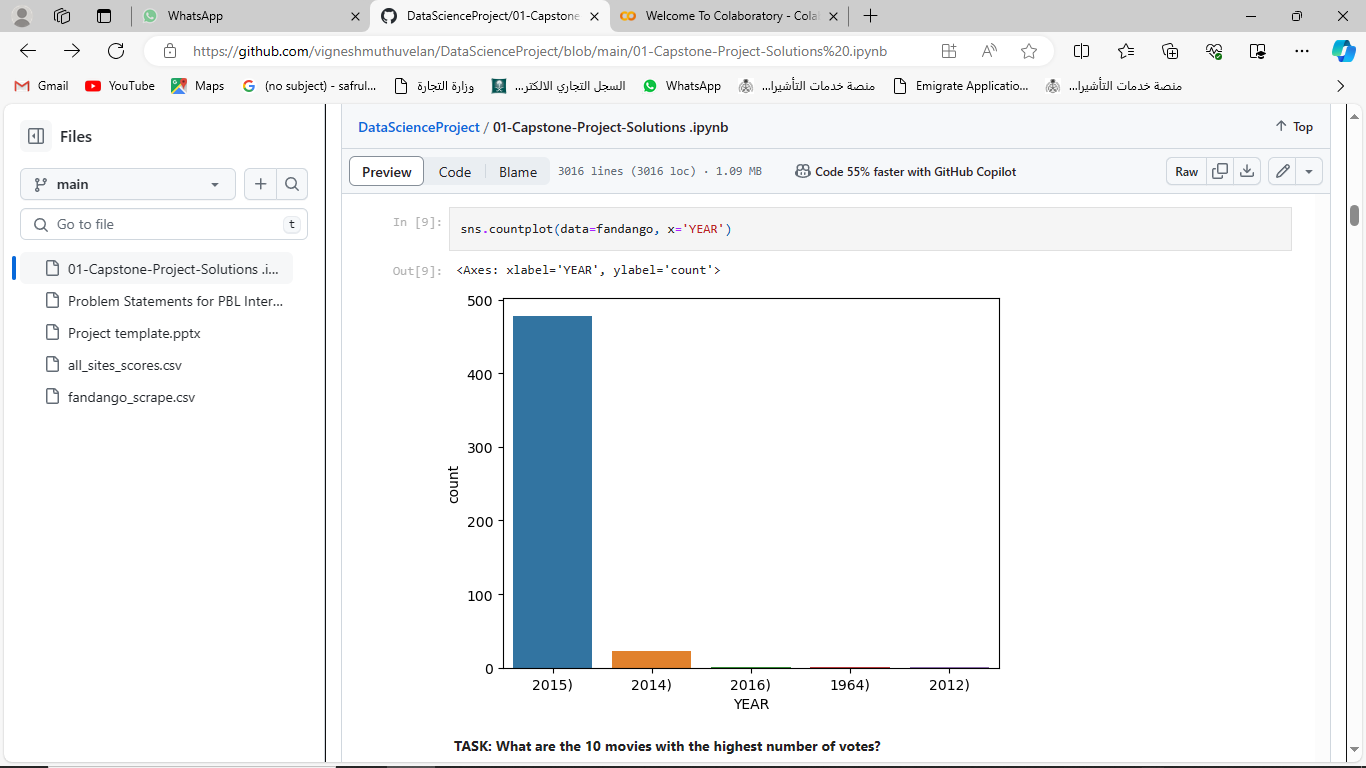 WhatsApp
DataScienceProject/01-Capstone-
Welcome To Colaboratory - Colab
https://github.com/vigneshmuthuvelan/DataScienceProject/blob/main/01-Capstone-Project-Solutions%20.ipynb
Gmail YouTube Maps (no subject) - safrul... وزارة التجارة السجل التجاري الالكتر... WhatsApp منصة خدمات التأشيرا... Emigrate Applicatio... منصة خدمات التأشيرا...
Files
main
Go to file t
01-Capstone-Project-Solutions .i...
Problem Statements for PBL Inter...
Project template.pptx
all_sites_scores.csv
fandango_scrape.csv
DataScienceProject / 01-Capstone-Project-Solutions .ipynb Top
Preview Code Blame 3016 lines (3016 loc) · 1.09 MB Code 55% faster with GitHub Copilot Raw
In [9]: sns.countplot(data=fandango, x='YEAR')
Out[9]: <Axes: xlabel='YEAR', ylabel='count'>
500
400
300
200
100
0
count
2015) 2014) 2016) 1964) 2012)
YEAR
TASK: What are the 10 movies with the highest number of votes?